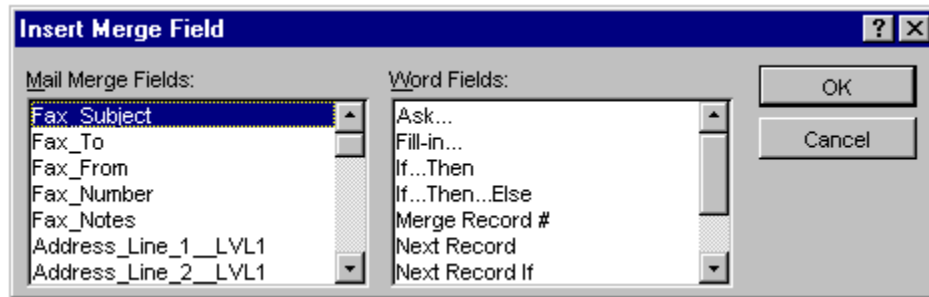 Insert Merge Field
Mail Merge Fields:
Fax_Subject
Fax_To
Fax_From
Fax_Number
Fax_Notes
Address_Line_1__LVL1
Address_Line_2__LVL1
Word Fields:
Ask...
Fill-in...
If...Then
If...Then...Else
Merge Record #
Next Record
Next Record If
OK
Cancel